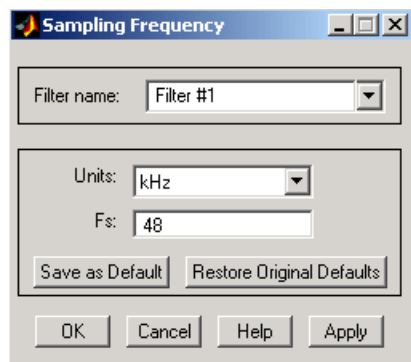 Sampling Frequency
Filter name: Filter #1
Units: kHz
Fs: 48
Save as Default Restore Original Defaults
OK Cancel Help Apply